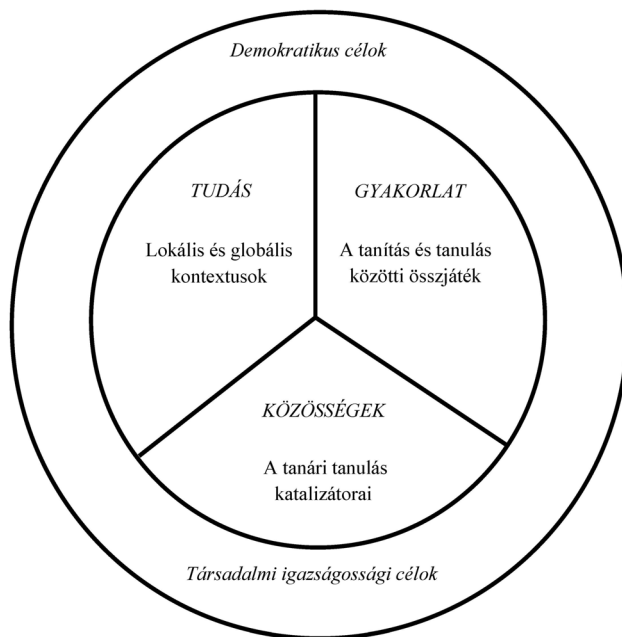 Demokratikus célok
TUDÁS
Lokális és globális
kontextusok
GYAKORLAT
A tanítás és tanulás
közötti összjáték
KÖZÖSSÉGEK
A tanári tanulás
katalizátorai
Társadalmi igazságossági célok